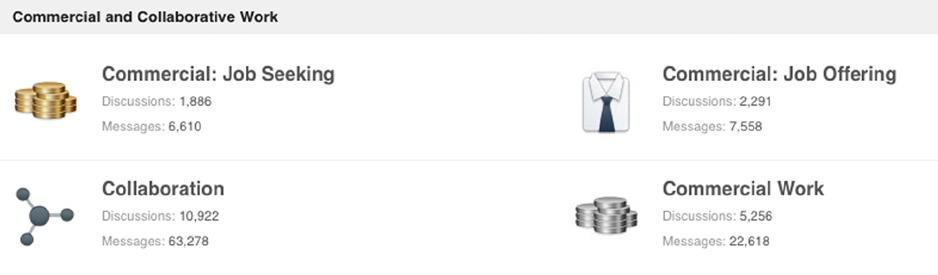 Commercial and Collaborative Work
Commercial: Job Seeking
Discussions: 1,886
Messages: 6,610
Commercial: Job Offering
Discussions: 2,291
Messages: 7,558
Collaboration
Discussions: 10,922
Messages: 63,278
Commercial Work
Discussions: 5,256
Messages: 22,618